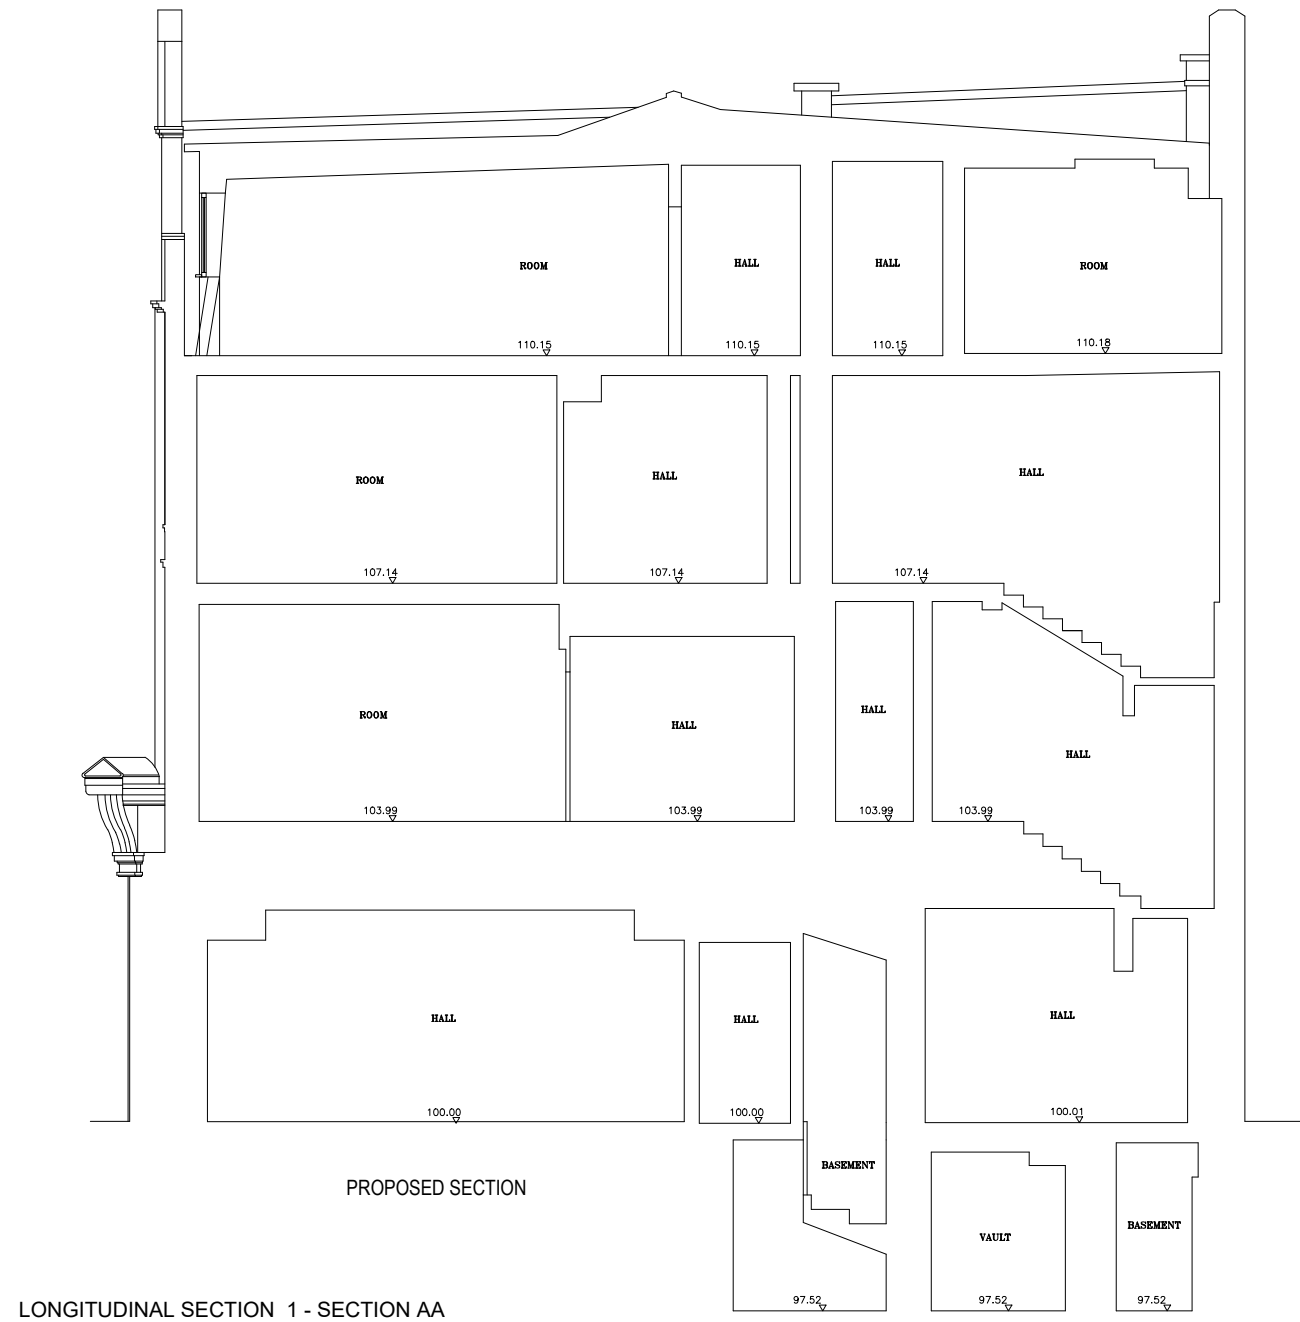 ROOM
HALL
HALL
ROOM
110.15
110.15
110.15
110.18
ROOM
HALL
HALL
107.14
107.14
107.14
ROOM
HALL
HALL
HALL
103.99
103.99
103.99
103.99
HALL
HALL
HALL
100.00
100.00
100.01
BASEMENT
PROPOSED SECTION
VAULT
BASEMENT
97.52
97.52
97.52
LONGITUDINAL SECTION 1 - SECTION AA